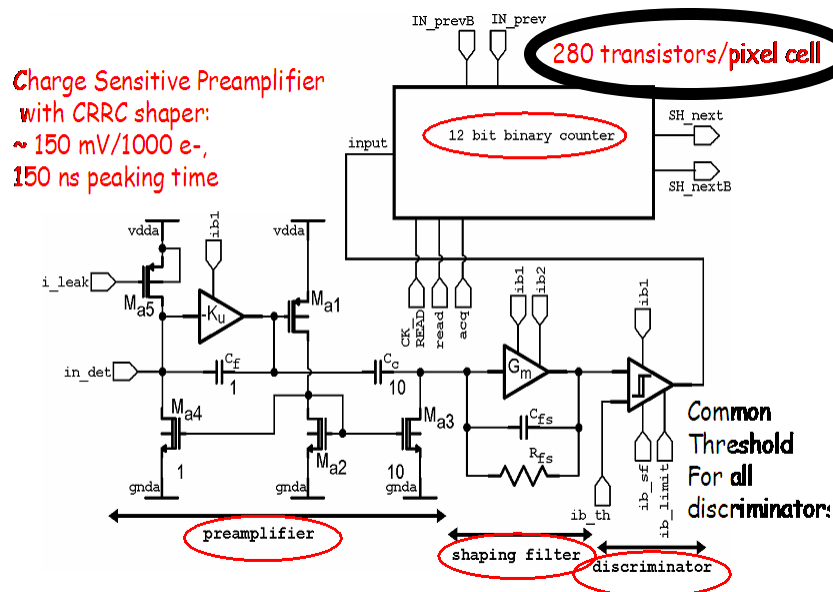 IN_prevB IN_prev
280 transistors/pixel cell
Charge Sensitive Preamplifier
with CRRC shaper:
~ 150 mV/1000 e-,
150 ns peaking time
12 bit binary counter
input
SH_next
SH_nextB
vdda
ib1
vdda
i_leak
Ma5
-Ku
Ma1
CK_READ
read
acq
ib1
ib2
ib1
in_det
Cf
1
Cc
10
Gm
Ma4
Ma3
Cfs
1
Ma2
10
Rfs
gnda
gnda
gnda
ib_th
ib_sf
ib_limit
Common
Threshold
For all
discriminators
preamplifier
shaping filter
discriminator